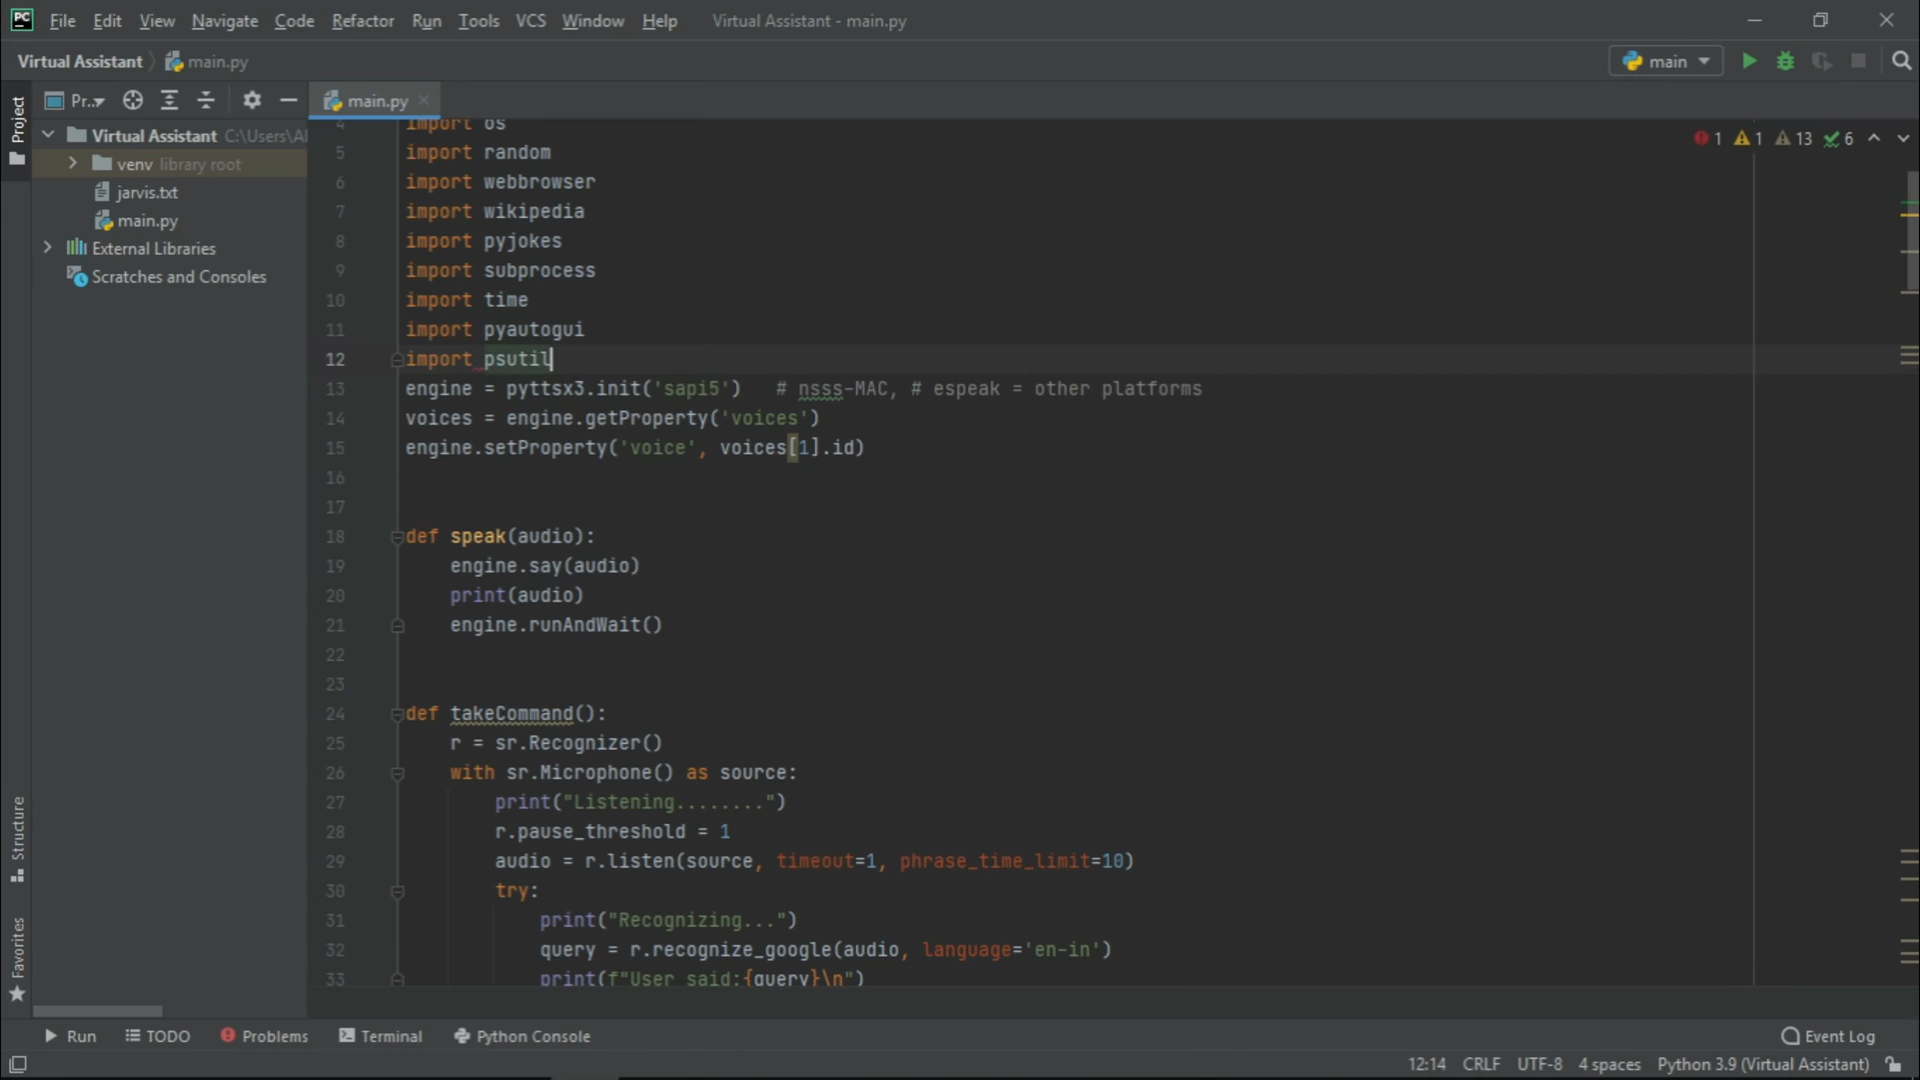 PC File Edit View Navigate Code Refactor Run Tools VCS Window Help Virtual Assistant - main.py
Virtual Assistant main.py main
Project Pr.. main.py
Virtual Assistant C:\Users\Al
venv library root
jarvis.txt
main.py
External Libraries
Scratches and Consoles
1 1 13 6
4 import os
5 import random
6 import webbrowser
7 import wikipedia
8 import pyjokes
9 import subprocess
10 import time
11 import pyautogui
12 import psutil
13 engine = pyttsx3.init('sapi5') # nsss-MAC, # espeak = other platforms
14 voices = engine.getProperty('voices')
15 engine.setProperty('voice', voices[1].id)
16
17
18 def speak(audio):
19 engine.say(audio)
20 print(audio)
21 engine.runAndWait()
22
23
24 def takeCommand():
25 r = sr.Recognizer()
26 with sr.Microphone() as source:
27 print("Listening........")
28 r.pause_threshold = 1
29 audio = r.listen(source, timeout=1, phrase_time_limit=10)
30 try:
31 print("Recognizing...")
32 query = r.recognize_google(audio, language='en-in')
33 print(f"User said:{query}\n")
Structure
Favorites
Run TODO Problems Terminal Python Console Event Log
12:14 CRLF UTF-8 4 spaces Python 3.9 (Virtual Assistant)